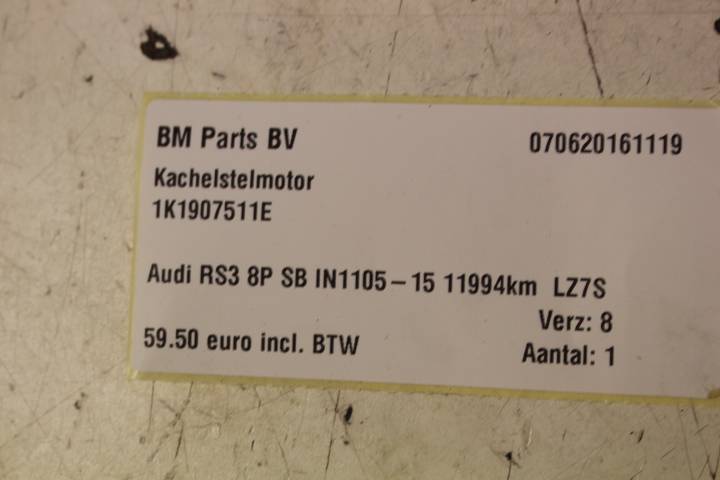 BM Parts BV 070620161119
Kachelstelmotor
1K1907511E
Audi RS3 8P SB IN1105-15 11994km LZ7S
Verz: 8
59.50 euro incl. BTW
Aantal: 1